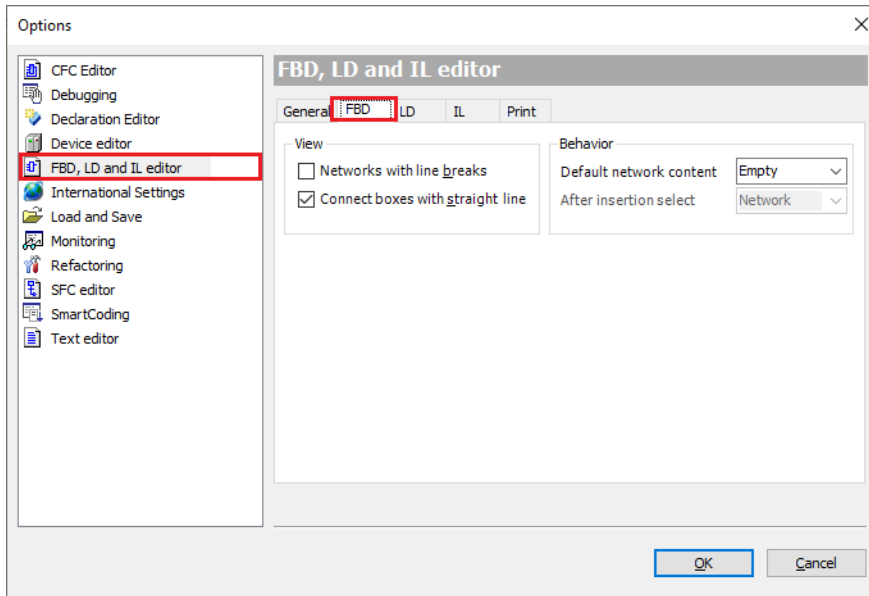 Options
CFC Editor
Debugging
Declaration Editor
Device editor
FBD, LD and IL editor
International Settings
Load and Save
Monitoring
Refactoring
SFC editor
SmartCoding
Text editor
FBD, LD and IL editor
General FBD LD IL Print
View
Networks with line breaks
Connect boxes with straight line
Behavior
Default network content Empty
After insertion select Network
OK Cancel